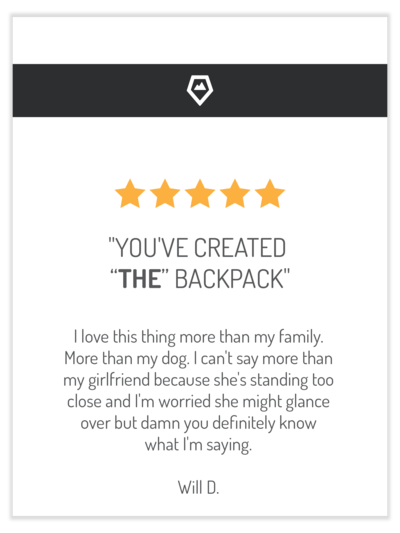 "YOU'VE CREATED
“THE” BACKPACK"
I love this thing more than my family.
More than my dog. I can't say more than
my girlfriend because she's standing too
close and I'm worried she might glance
over but damn you definitely know
what I'm saying.
Will D.